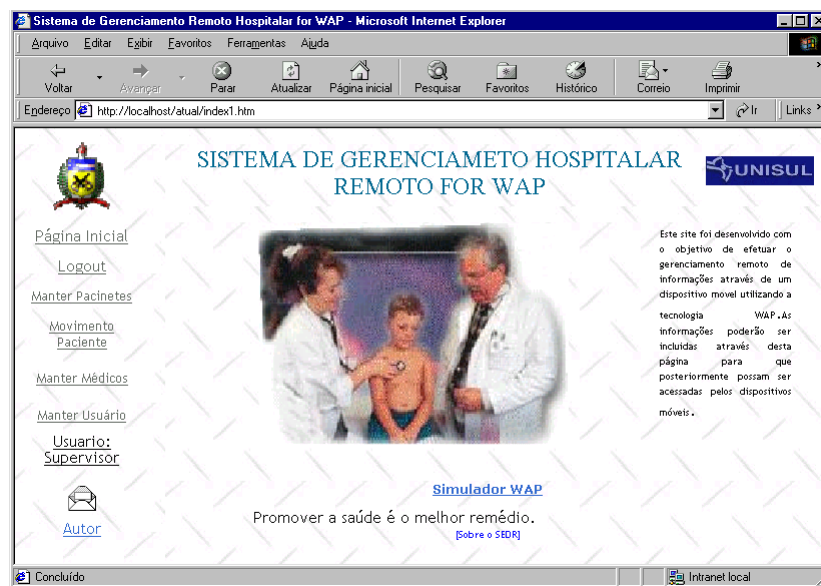 Sistema de Gerenciamento Remoto Hospitalar for WAP - Microsoft Internet Explorer
Arquivo Editar Exibir Favoritos Ferramentas Ajuda
Voltar Avançar Parar Atualizar Página inicial Pesquisar Favoritos Histórico Correio Imprimir
Endereço http://localhost/atual/index1.htm Ir Links
SISTEMA DE GERENCIAMETO HOSPITALAR
REMOTO FOR WAP
UNISUL
Página Inicial
Logout
Manter Pacinetes
Movimento
Paciente
Manter Médicos
Manter Usuário
Usuario:
Supervisor
Autor
Este site foi desenvolvido com
o objetivo de efetuar o
gerenciamento remoto de
informações através de um
dispositivo movel utilizando a
tecnologia WAP.As
informações poderão ser
incluidas através desta
página para que
posteriormente possam ser
acessadas pelos dispositivos
móveis.
Simulador WAP
Promover a saúde é o melhor remédio.
[Sobre o SEDR]
Concluído Intranet local